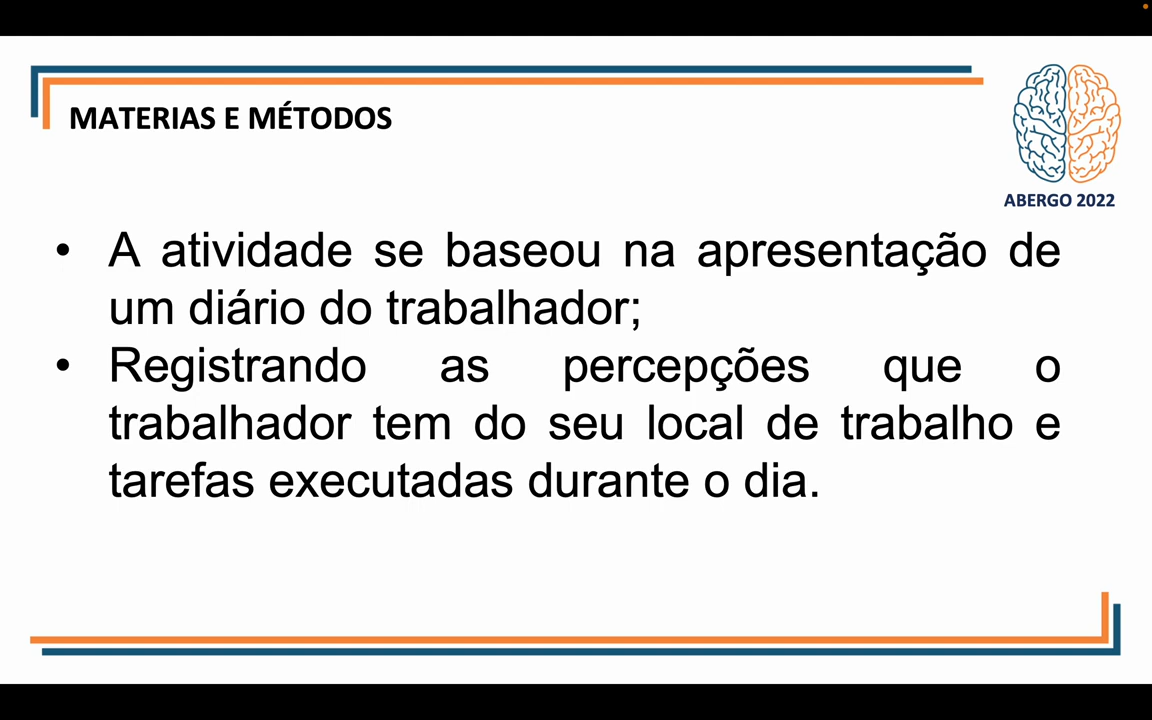 MATERIAS E MÉTODOS
ABERGO 2022
• A atividade se baseou na apresentação de
um diário do trabalhador;
• Registrando as percepções que o
trabalhador tem do seu local de trabalho e
tarefas executadas durante o dia.